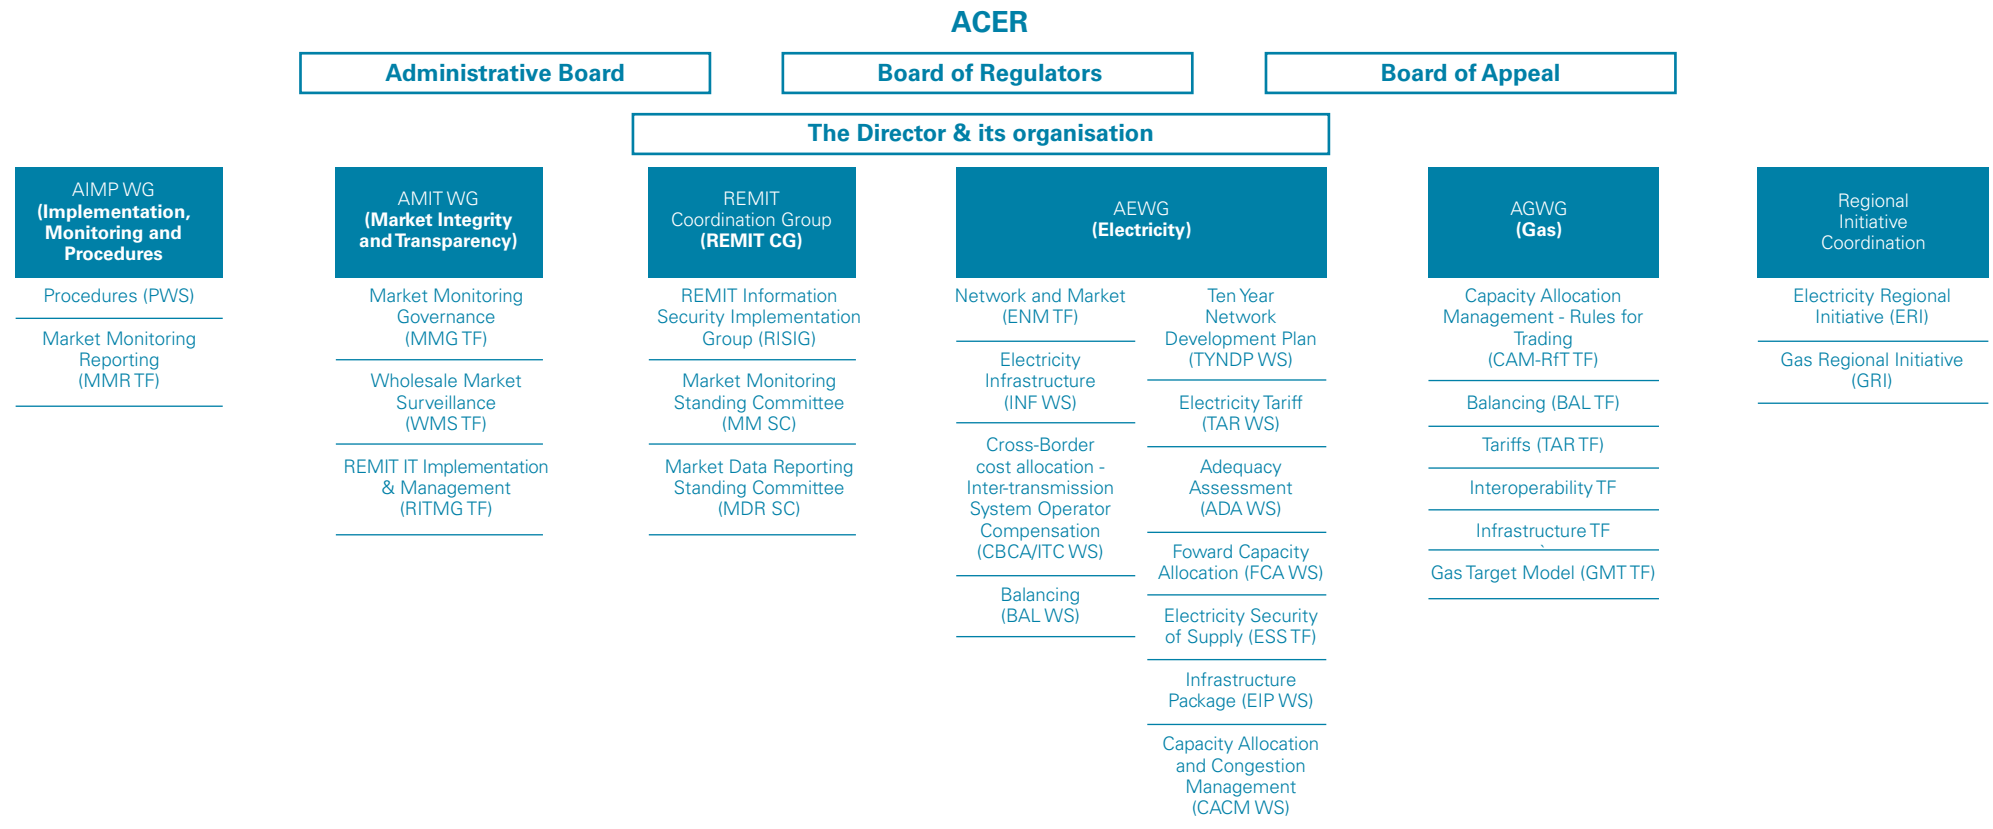 ACER
Administrative Board
Board of Regulators
Board of Appeal
The Director & its organisation
AIMP WG
(Implementation,
Monitoring and
Procedures
Procedures (PWS)
Market Monitoring
Reporting
(MMR TF)
AMIT WG
(Market Integrity
and Transparency)
Market Monitoring
Governance
(MMG TF)
Wholesale Market
Surveillance
(WMS TF)
REMIT IT Implementation
& Management
(RITMG TF)
REMIT
Coordination Group
(REMIT CG)
REMIT Information
Security Implementation
Group (RISIG)
Market Monitoring
Standing Committee
(MM SC)
Market Data Reporting
Standing Committee
(MDR SC)
AEWG
(Electricity)
Network and Market
(ENM TF)
Electricity
Infrastructure
(INF WS)
Cross-Border
cost allocation -
Inter-transmission
System Operator
Compensation
(CBCA/ITC WS)
Balancing
(BAL WS)
Ten Year
Network
Development Plan
(TYNDP WS)
Electricity Tariff
(TAR WS)
Adequacy
Assessment
(ADA WS)
Foward Capacity
Allocation (FCA WS)
Electricity Security
of Supply (ESS TF)
Infrastructure
Package (EIP WS)
Capacity Allocation
and Congestion
Management
(CACM WS)
AGWG
(Gas)
Capacity Allocation
Management - Rules for
Trading
(CAM-RfT TF)
Balancing (BAL TF)
Tariffs (TAR TF)
Interoperability TF
Infrastructure TF
`
Gas Target Model (GMT TF)
Regional
Initiative
Coordination
Electricity Regional
Initiative (ERI)
Gas Regional Initiative
(GRI)